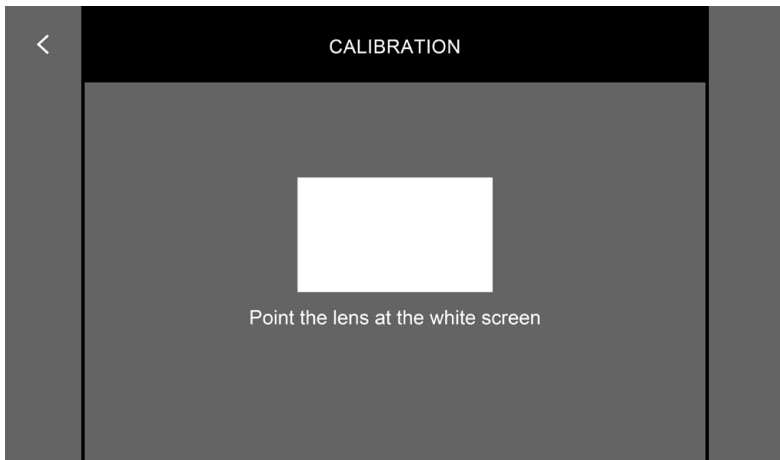 CALIBRATION
Point the lens at the white screen